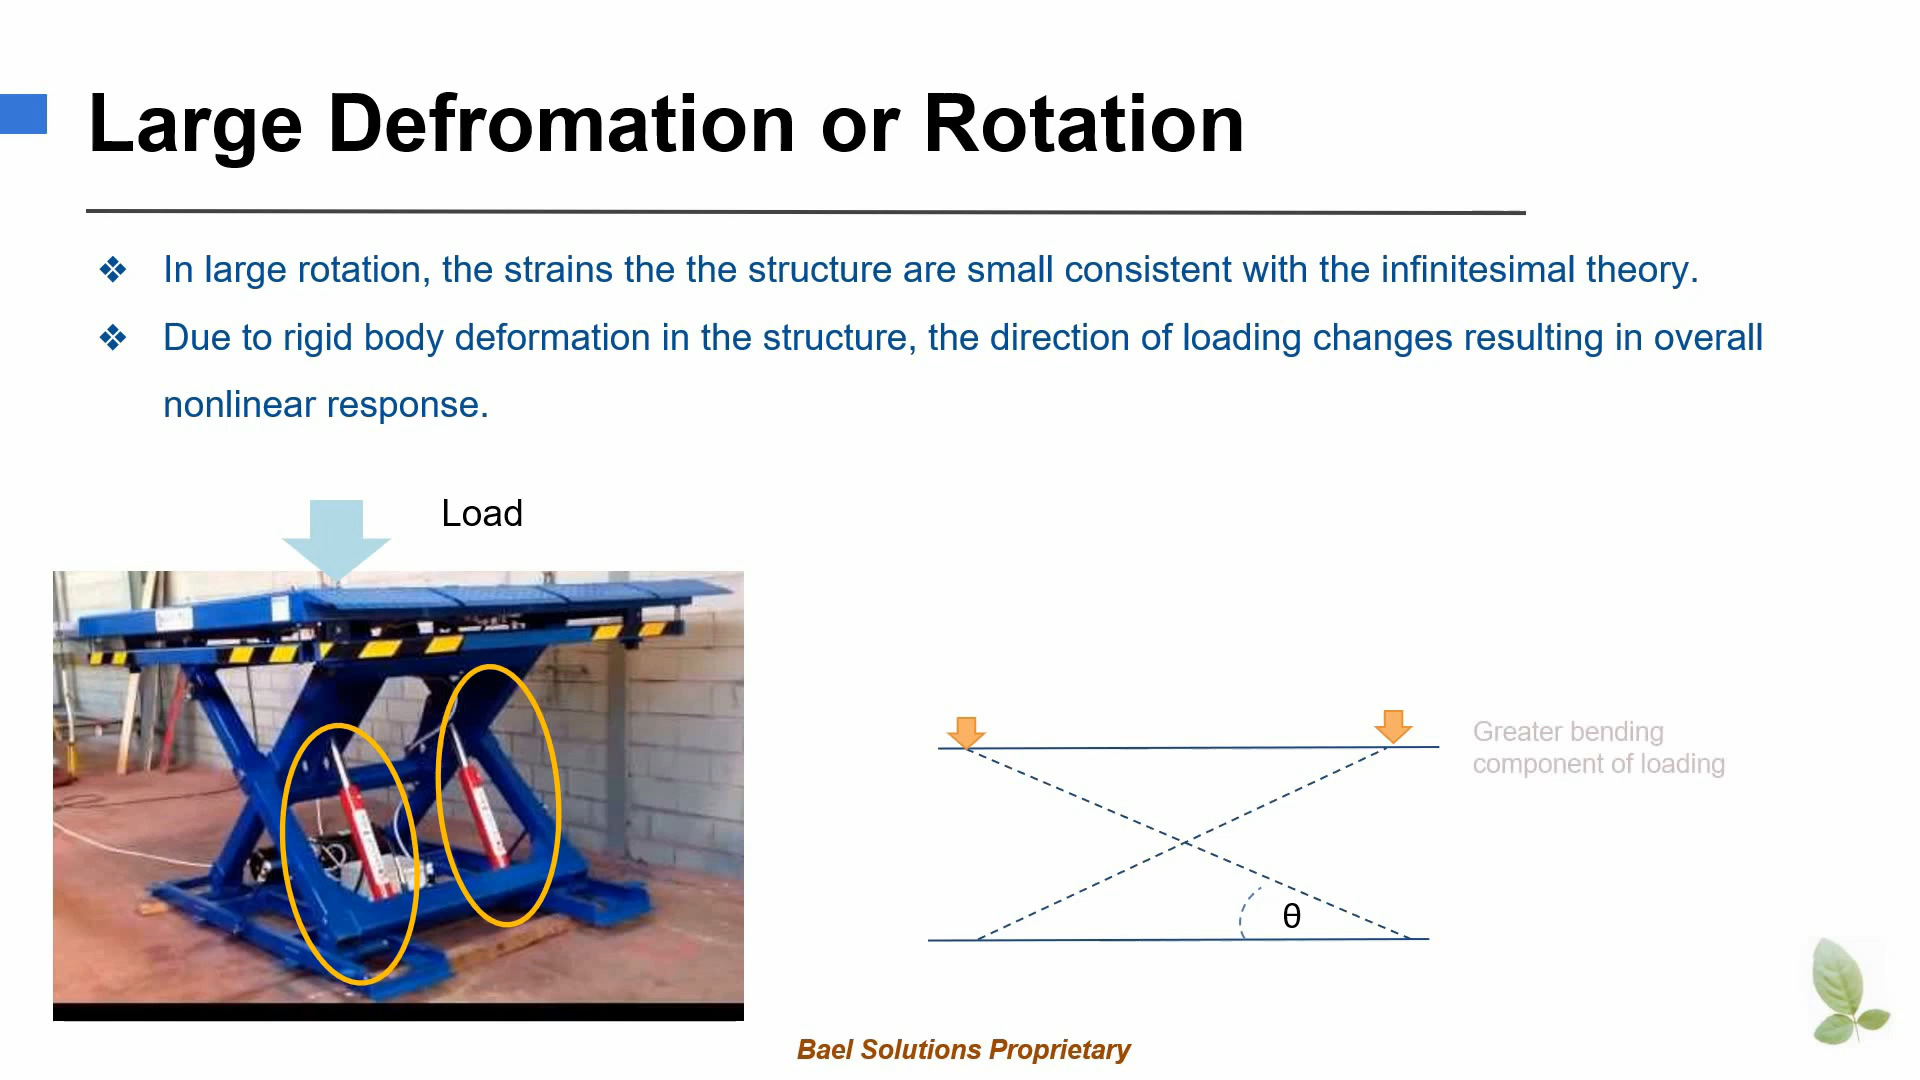 Large Defromation or Rotation
❖ In large rotation, the strains the the structure are small consistent with the infinitesimal theory.
❖ Due to rigid body deformation in the structure, the direction of loading changes resulting in overall
nonlinear response.
Load
Greater bending
component of loading
θ
Bael Solutions Proprietary